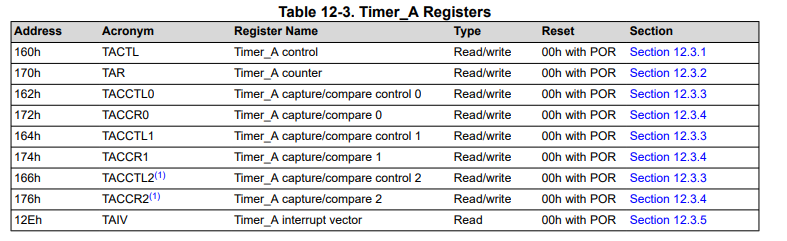 Table 12-3. Timer_A Registers
Address Acronym Register Name Type Reset Section
160h TACTL Timer_A control Read/write 00h with POR Section 12.3.1
170h TAR Timer_A counter Read/write 00h with POR Section 12.3.2
162h TACCTL0 Timer_A capture/compare control 0 Read/write 00h with POR Section 12.3.3
172h TACCR0 Timer_A capture/compare 0 Read/write 00h with POR Section 12.3.4
164h TACCTL1 Timer_A capture/compare control 1 Read/write 00h with POR Section 12.3.3
174h TACCR1 Timer_A capture/compare 1 Read/write 00h with POR Section 12.3.4
166h TACCTL2(1) Timer_A capture/compare control 2 Read/write 00h with POR Section 12.3.3
176h TACCR2(1) Timer_A capture/compare 2 Read/write 00h with POR Section 12.3.4
12Eh TAIV Timer_A interrupt vector Read 00h with POR Section 12.3.5